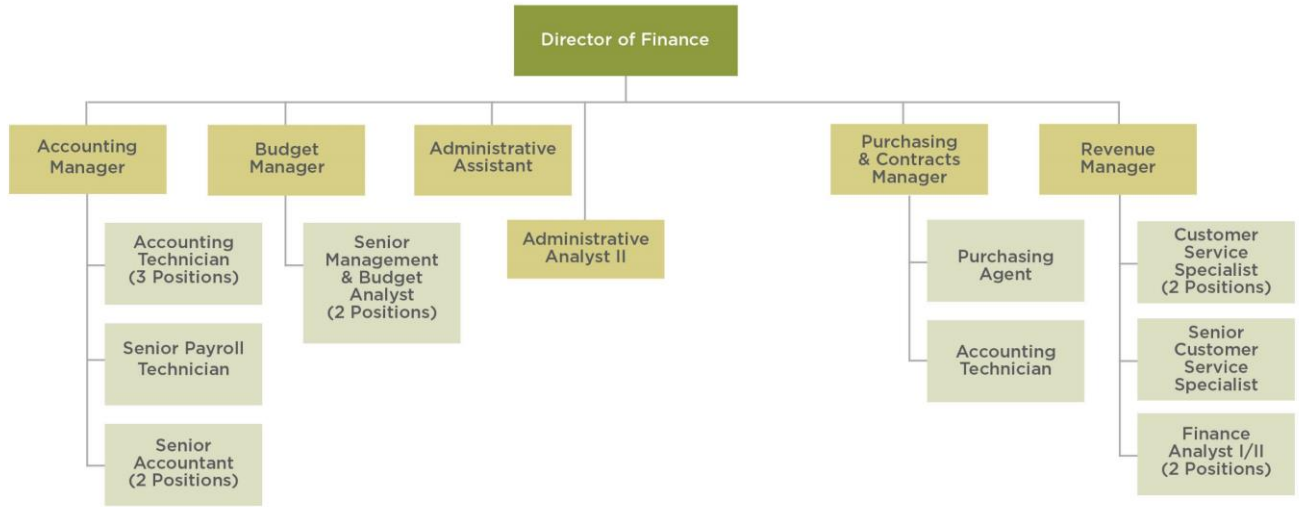 Director of Finance
Accounting
Manager
Budget
Manager
Administrative
Assistant
Administrative
Analyst II
Purchasing
& Contracts
Manager
Revenue
Manager
Accounting
Technician
(3 Positions)
Senior Payroll
Technician
Senior
Accountant
(2 Positions)
Senior
Management
& Budget
Analyst
(2 Positions)
Purchasing
Agent
Accounting
Technician
Customer
Service
Specialist
(2 Positions)
Senior
Customer
Service
Specialist
Finance
Analyst I/II
(2 Positions)